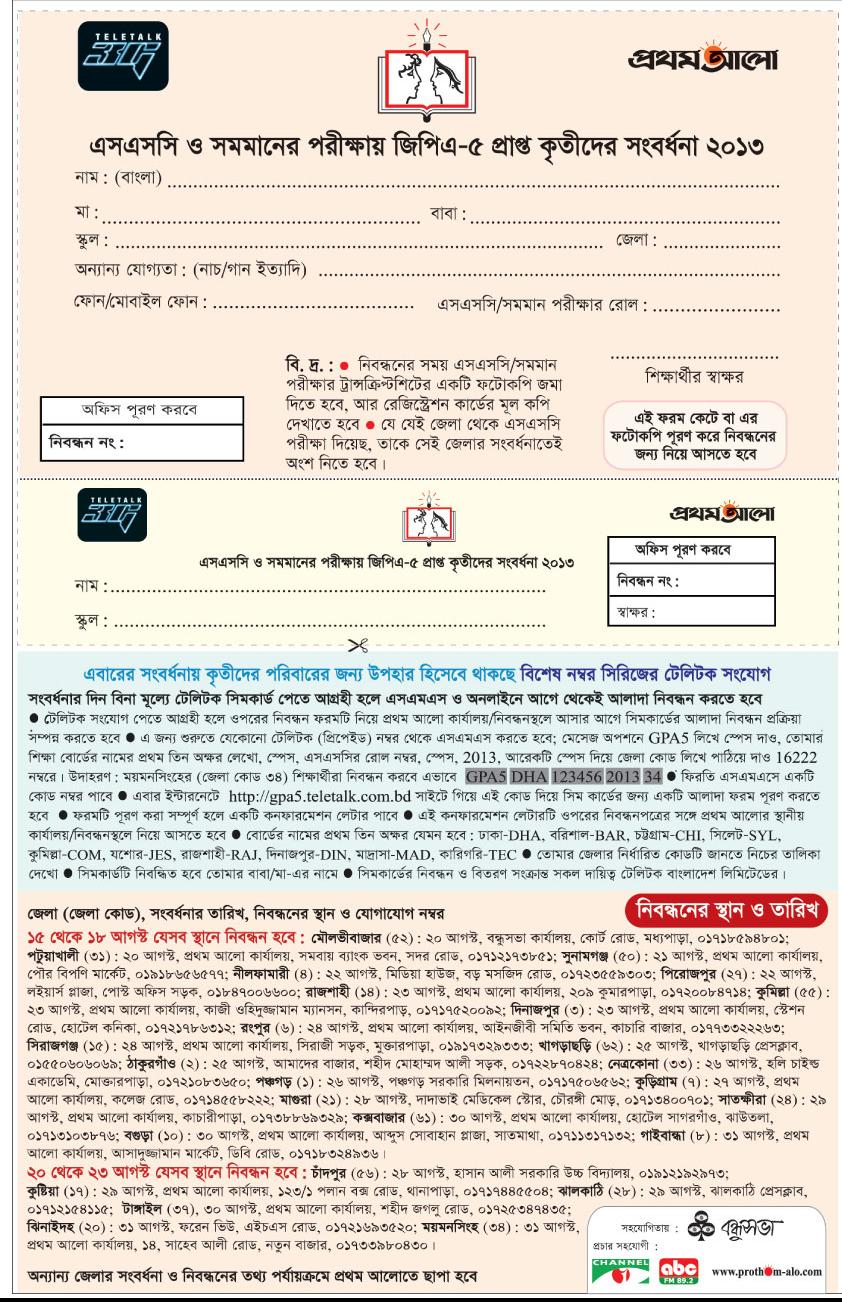 TELETALK
3G
প্রথম আলো
এসএসসি ও সমমানের পরীক্ষায় জিপিএ-৫ প্রাপ্ত কৃতীদের সংবর্ধনা ২০১৩
নাম : (বাংলা) ....................
মা : .................... বাবা : ....................
স্কুল : .................... জেলা : ....................
অন্যান্য যোগ্যতা : (নাচ/গান ইত্যাদি) ....................
ফোন/মোবাইল ফোন : .................... এসএসসি/সমমান পরীক্ষার রোল : ....................
অফিস পূরণ করবে
নিবন্ধন নং :
বি. দ্র. : ● নিবন্ধনের সময় এসএসসি/সমমান
পরীক্ষার ট্রান্সক্রিপ্টশিটের একটি ফটোকপি জমা
দিতে হবে, আর রেজিস্ট্রেশন কার্ডের মূল কপি
দেখাতে হবে ● যে যেই জেলা থেকে এসএসসি
পরীক্ষা দিয়েছ, তাকে সেই জেলার সংবর্ধনাতেই
অংশ নিতে হবে।
শিক্ষার্থীর স্বাক্ষর
এই ফরম কেটে বা এর
ফটোকপি পূরণ করে নিবন্ধনের
জন্য নিয়ে আসতে হবে
TELETALK
3G
প্রথম আলো
এসএসসি ও সমমানের পরীক্ষায় জিপিএ-৫ প্রাপ্ত কৃতীদের সংবর্ধনা ২০১৩
নাম : ....................
স্কুল : ....................
অফিস পূরণ করবে
নিবন্ধন নং :
স্বাক্ষর :
এবারের সংবর্ধনায় কৃতীদের পরিবারের জন্য উপহার হিসেবে থাকছে বিশেষ নম্বর সিরিজের টেলিটক সংযোগ
সংবর্ধনার দিন বিনা মূল্যে টেলিটক সিমকার্ড পেতে আগ্রহী হলে এসএমএস ও অনলাইনে আগে থেকেই আলাদা নিবন্ধন করতে হবে
● টেলিটক সংযোগ পেতে আগ্রহী হলে ওপরের নিবন্ধন ফরমটি নিয়ে প্রথম আলো কার্যালয়/নিবন্ধনস্থলে আসার আগে সিমকার্ডের আলাদা নিবন্ধন প্রক্রিয়া
সম্পন্ন করতে হবে ● এ জন্য শুরুতে যেকোনো টেলিটক (প্রিপেইড) নম্বর থেকে এসএমএস করতে হবে; মেসেজ অপশনে GPA5 লিখে স্পেস দাও, তোমার
শিক্ষা বোর্ডের নামের প্রথম তিন অক্ষর লেখো, স্পেস, এসএসসির রোল নম্বর, স্পেস, 2013, আরেকটি স্পেস দিয়ে জেলা কোড লিখে পাঠিয়ে দাও 16222
নম্বরে। উদাহরণ : ময়মনসিংহের (জেলা কোড ৩৪) শিক্ষার্থীরা নিবন্ধন করবে এভাবে GPA5 DHA 123456 2013 34 ● ফিরতি এসএমএসে একটি
কোড নম্বর পাবে ● এবার ইন্টারনেটে http://gpa5.teletalk.com.bd সাইটে গিয়ে এই কোড দিয়ে সিম কার্ডের জন্য একটি আলাদা ফরম পূরণ করতে
হবে ● ফরমটি পূরণ করা সম্পূর্ণ হলে একটি কনফারমেশন লেটার পাবে ● এই কনফারমেশন লেটারটি ওপরের নিবন্ধনপত্রের সঙ্গে প্রথম আলোর স্থানীয়
কার্যালয়/নিবন্ধনস্থলে নিয়ে আসতে হবে ● বোর্ডের নামের প্রথম তিন অক্ষর যেমন হবে : ঢাকা-DHA, বরিশাল-BAR, চট্টগ্রাম-CHI, সিলেট-SYL,
কুমিল্লা-COM, যশোর-JES, রাজশাহী-RAJ, দিনাজপুর-DIN, মাদ্রাসা-MAD, কারিগরি-TEC ● তোমার জেলার নির্ধারিত কোডটি জানতে নিচের তালিকা
দেখো ● সিমকার্ডটি নিবন্ধিত হবে তোমার বাবা/মা-এর নামে ● সিমকার্ডের নিবন্ধন ও বিতরণ সংক্রান্ত সকল দায়িত্ব টেলিটক বাংলাদেশ লিমিটেডের।
জেলা (জেলা কোড), সংবর্ধনার তারিখ, নিবন্ধনের স্থান ও যোগাযোগ নম্বর
নিবন্ধনের স্থান ও তারিখ
১৫ থেকে ১৮ আগস্ট যেসব স্থানে নিবন্ধন হবে : মৌলভীবাজার (৫২) : ২০ আগস্ট, বন্ধুসভা কার্যালয়, কোর্ট রোড, মধ্যপাড়া, ০১৭১৮৫৯৪৮০১;
পটুয়াখালী (৩১) : ২০ আগস্ট, প্রথম আলো কার্যালয়, সমবায় ব্যাংক ভবন, সদর রোড, ০১৭১২১৭৩৮৫১; সুনামগঞ্জ (৫০) : ২১ আগস্ট, প্রথম আলো কার্যালয়,
পৌর বিপণি মার্কেট, ০১৯১৮৬৫৬৫৭৭; নীলফামারী (৪) : ২২ আগস্ট, মিডিয়া হাউজ, বড় মসজিদ রোড, ০১৭২৩৫৫৯৩০৩; পিরোজপুর (২৭) : ২২ আগস্ট,
লইয়ার্স প্লাজা, পোস্ট অফিস সড়ক, ০১৮৪৭০০৬৬০০; রাজশাহী (১৪) : ২৩ আগস্ট, প্রথম আলো কার্যালয়, ২০৯ কুমারপাড়া, ০১৭২০০৮৪৭১৪; কুমিল্লা (৫৫) :
২৩ আগস্ট, প্রথম আলো কার্যালয়, কাজী ওহিদুজ্জামান ম্যানসন, কান্দিরপাড়, ০১৭১৭৫২০০৯২; দিনাজপুর (৩) : ২৩ আগস্ট, প্রথম আলো কার্যালয়, স্টেশন
রোড, হোটেল কনিকা, ০১৭২১৭৮৬৩১২; রংপুর (৬) : ২৪ আগস্ট, প্রথম আলো কার্যালয়, আইনজীবী সমিতি ভবন, কাচারি বাজার, ০১৭৭৩৩২২২৬৩;
সিরাজগঞ্জ (১৫) : ২৪ আগস্ট, প্রথম আলো কার্যালয়, সিরাজী সড়ক, মুক্তারপাড়া, ০১৯১৭৩২৯৩৩৩; খাগড়াছড়ি (৬২) : ২৫ আগস্ট, খাগড়াছড়ি প্রেসক্লাব,
০১৫৫০৬০৬০৬৯; ঠাকুরগাঁও (২) : ২৫ আগস্ট, আমাদের বাজার, শহীদ মোহাম্মদ আলী সড়ক, ০১৭২২৮৭০৪২৪; নেত্রকোনা (৩৩) : ২৬ আগস্ট, হলি চাইল্ড
একাডেমি, মোক্তারপাড়া, ০১৭২১০৮৩৬৫০; পঞ্চগড় (১) : ২৬ আগস্ট, পঞ্চগড় সরকারি মিলনায়তন, ০১৭১৭৫০৬৫৬২; কুড়িগ্রাম (৭) : ২৭ আগস্ট, প্রথম
আলো কার্যালয়, কলেজ রোড, ০১৭১৪৫৫৮২২২; মাগুরা (২১) : ২৮ আগস্ট, দাদাভাই মেডিকেল স্টোর, চৌরঙ্গী মোড়, ০১৭১৩৪০০৭০১; সাতক্ষীরা (২৪) : ২৯
আগস্ট, প্রথম আলো কার্যালয়, কাচারীপাড়া, ০১৭৩৮৮৬৯৩২৯; কক্সবাজার (৬১) : ৩০ আগস্ট, প্রথম আলো কার্যালয়, হোটেল সাগরগাঁও, ঝাউতলা,
০১৭১৩১০৩৮৭৬; বগুড়া (১০) : ৩০ আগস্ট, প্রথম আলো কার্যালয়, আব্দুস সোবাহান প্লাজা, সাতমাথা, ০১৭১১৩১৭১৩২; গাইবান্ধা (৮) : ৩১ আগস্ট, প্রথম
আলো কার্যালয়, আসাদুজ্জামান মার্কেট, ডিবি রোড, ০১৭১৮৩২৪৯৩৬।
২০ থেকে ২৩ আগস্ট যেসব স্থানে নিবন্ধন হবে : চাঁদপুর (৫৬) : ২৮ আগস্ট, হাসান আলী সরকারি উচ্চ বিদ্যালয়, ০১৯১২১৯২৯৭৩;
কুষ্টিয়া (১৭) : ২৯ আগস্ট, প্রথম আলো কার্যালয়, ১২৩/১ পলান বক্স রোড, থানাপাড়া, ০১৭১৭৪৪৫৫০৪; ঝালকাঠি (২৮) : ২৯ আগস্ট, ঝালকাঠি প্রেসক্লাব,
০১৭১২১৫৪১১৫; টাঙ্গাইল (৩৭), ৩০ আগস্ট, প্রথম আলো কার্যালয়, শহীদ জগলু রোড, ০১৭২৫৩৪৭৪৩৫;
ঝিনাইদহ (২০) : ৩১ আগস্ট, ফরেন ভিউ, এইচএস রোড, ০১৭২১৬৯৩৫২০; ময়মনসিংহ (৩৪) : ৩১ আগস্ট,
প্রথম আলো কার্যালয়, ১৪, সাহেব আলী রোড, নতুন বাজার, ০১৭৩৩৯৮০৪৩০।
অন্যান্য জেলার সংবর্ধনা ও নিবন্ধনের তথ্য পর্যায়ক্রমে প্রথম আলোতে ছাপা হবে
সহযোগিতায় : বন্ধুসভা
প্রচার সহযোগী :
CHANNEL i
abc
FM 89.2
www.prothom-alo.com